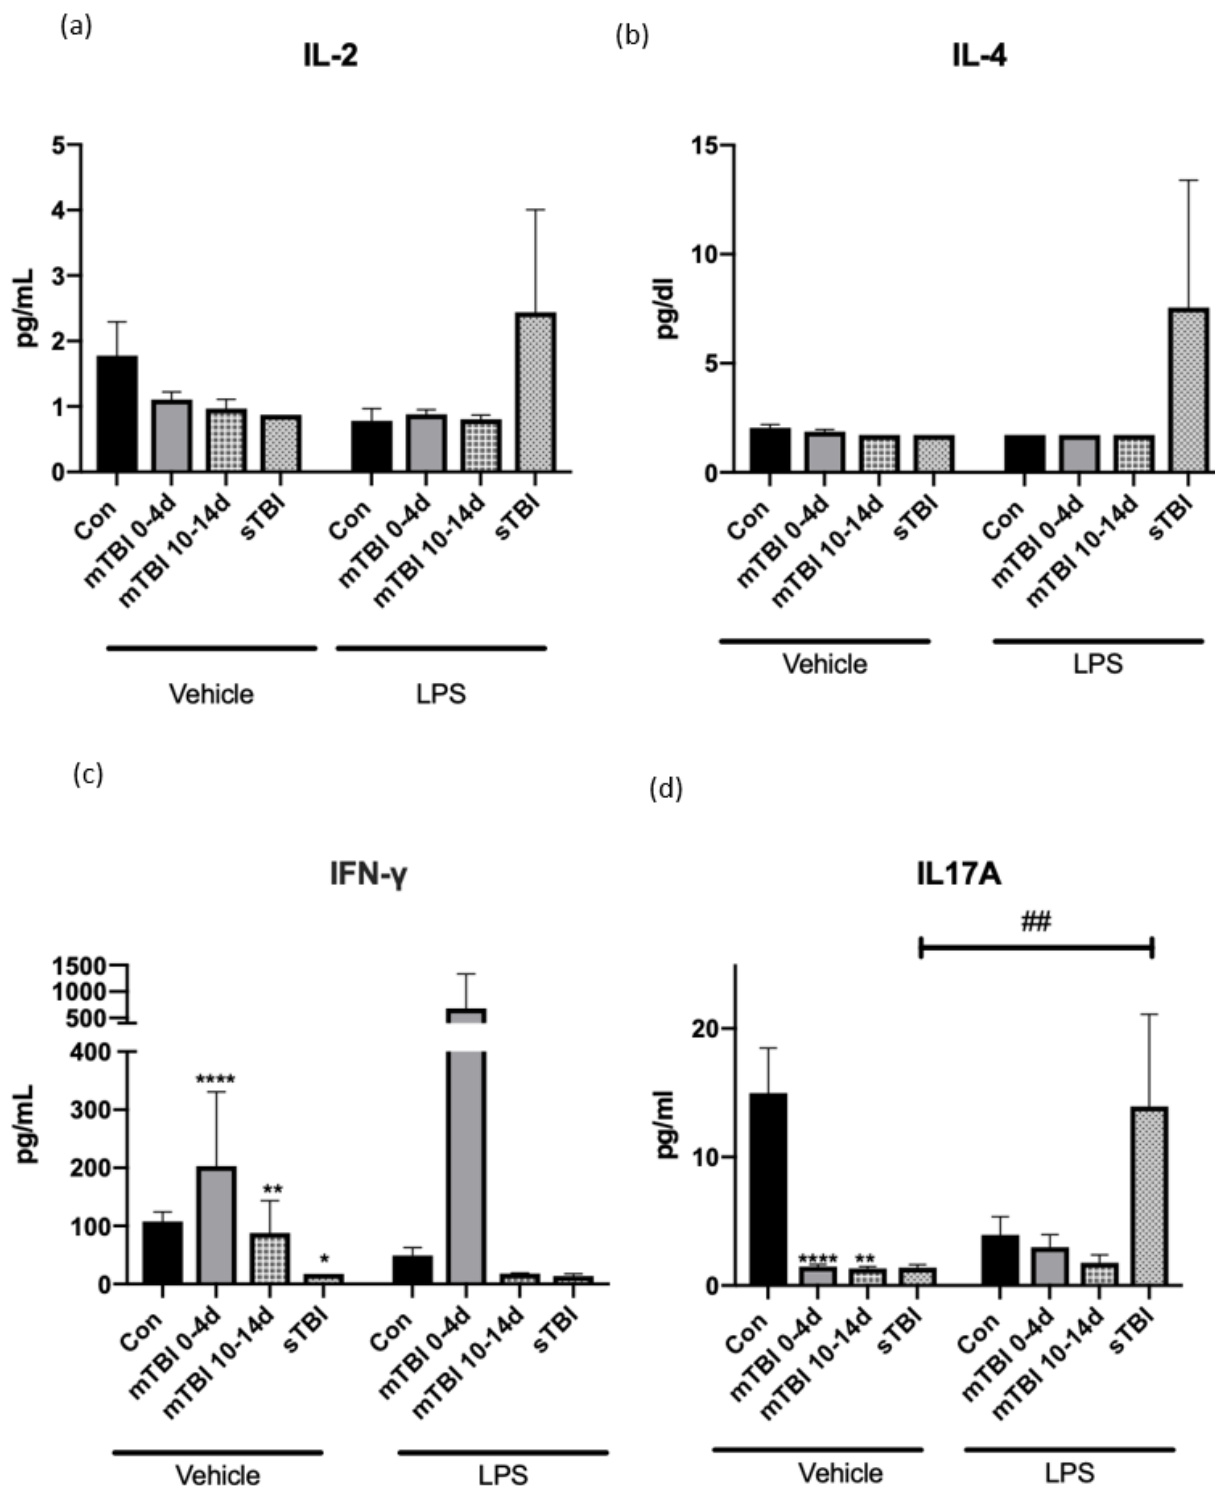 (a)
IL-2
5
4
3
2
1
0
pg/mL
Con
mTBI 0-4d
mTBI 10-14d
sTBI
Con
mTBI 0-4d
mTBI 10-14d
sTBI
Vehicle
LPS
(b)
IL-4
15
10
5
0
pg/dl
Con
mTBI 0-4d
mTBI 10-14d
sTBI
Con
mTBI 0-4d
mTBI 10-14d
sTBI
Vehicle
LPS
(c)
IFN-γ
1500
1000
500
400
300
200
100
0
pg/mL
****
**
*
Con
mTBI 0-4d
mTBI 10-14d
sTBI
Con
mTBI 0-4d
mTBI 10-14d
sTBI
Vehicle
LPS
(d)
IL17A
##
20
10
0
pg/ml
****
**
Con
mTBI 0-4d
mTBI 10-14d
sTBI
Con
mTBI 0-4d
mTBI 10-14d
sTBI
Vehicle
LPS